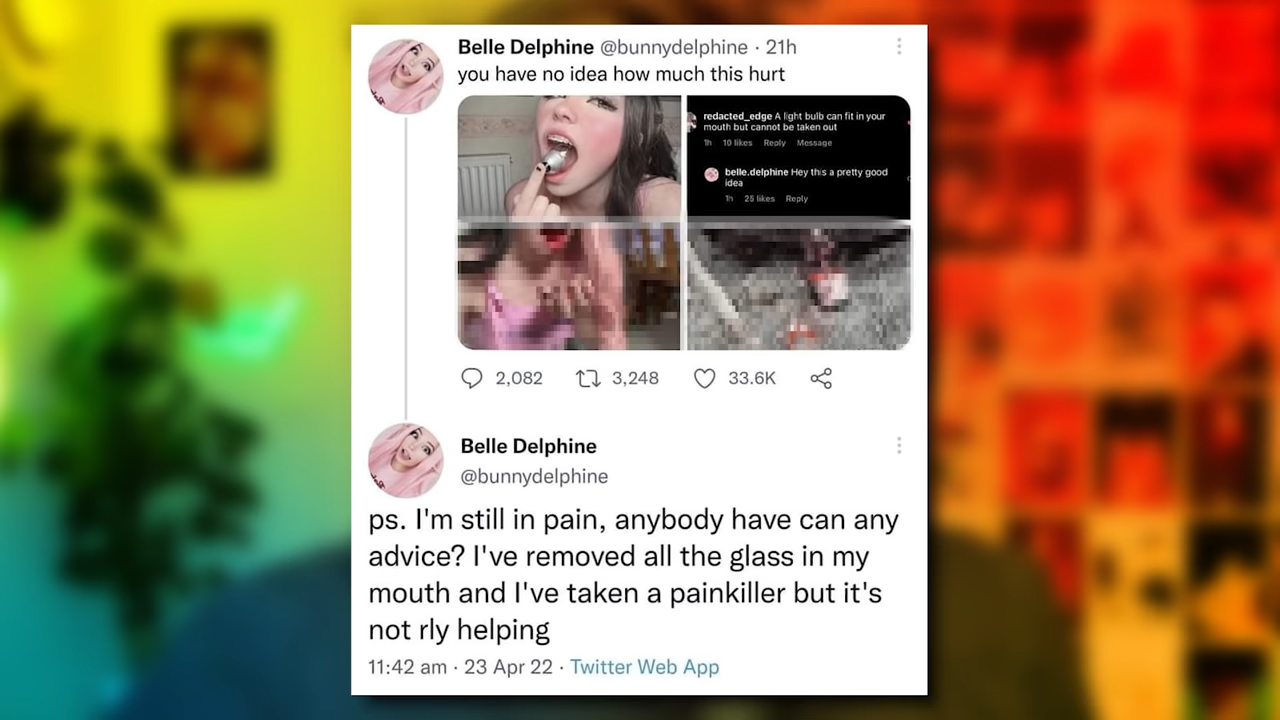 Belle Delphine @bunnydelphine · 21h
you have no idea how much this hurt
redacted_edge A light bulb can fit in your
mouth but cannot be taken out
1h 10 likes Reply Message
belle.delphine Hey this a pretty good
idea
1h 25 likes Reply
2,082 3,248 33.6K
Belle Delphine
@bunnydelphine
ps. I'm still in pain, anybody have can any
advice? I've removed all the glass in my
mouth and I've taken a painkiller but it's
not rly helping
11:42 am · 23 Apr 22 · Twitter Web App